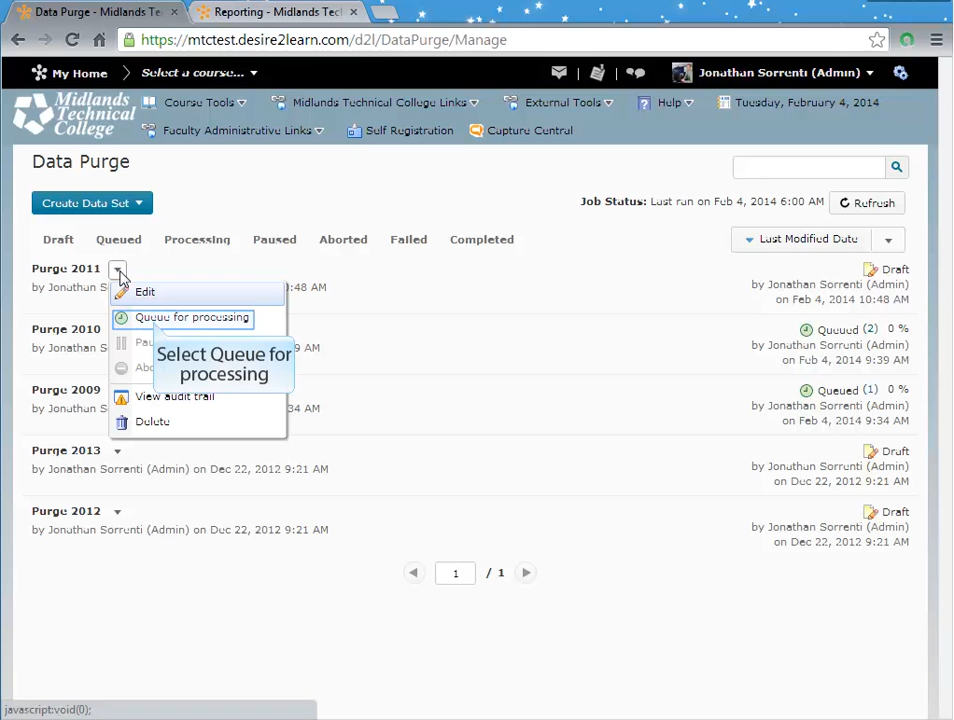 Data Purge - Midlands Te
Reporting - Midlands Tecl
https://mtctest.desire2learn.com/d2l/DataPurge/Manage
My Home
Select a course...
Jonathan Sorrenti (Admin)
Midlands Technical College
Course Tools
Midlands Technical College Links
External Tools
Help
Tuesday, February 4, 2014
Faculty Administrative Links
Self Registration
Capture Central
Data Purge
Create Data Set
Job Status: Last run on Feb 4, 2014 6:00 AM
Refresh
Draft Queued Processing Paused Aborted Failed Completed
Last Modified Date
Purge 2011
Draft
by Jonathan S
:48 AM
by Jonathan Sorrenti (Admin)
on Feb 4, 2014 10:48 AM
Edit
Queue for processing
Select Queue for
processing
View audit trail
Delete
Purge 2010
Queued (2) 0 %
by Jonathan S
9 AM
by Jonathan Sorrenti (Admin)
on Feb 4, 2014 9:39 AM
Purge 2009
Queued (1) 0 %
by Jonathan S
34 AM
by Jonathan Sorrenti (Admin)
on Feb 4, 2014 9:34 AM
Purge 2013
Draft
by Jonathan Sorrenti (Admin) on Dec 22, 2012 9:21 AM
by Jonathan Sorrenti (Admin)
on Dec 22, 2012 9:21 AM
Purge 2012
Draft
by Jonathan Sorrenti (Admin) on Dec 22, 2012 9:21 AM
by Jonathan Sorrenti (Admin)
on Dec 22, 2012 9:21 AM
1 / 1
javascript:void(0);